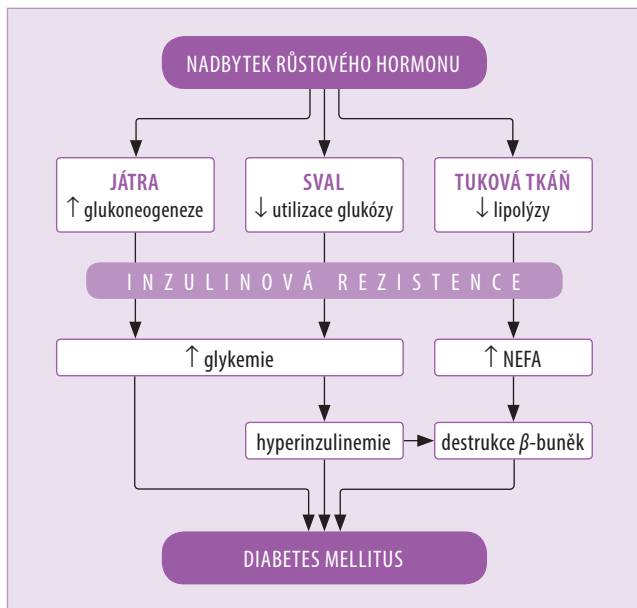 NADBYTEK RŮSTOVÉHO HORMONU
JÁTRA
↑ glukoneogeneze
SVAL
↓ utilizace glukózy
TUKOVÁ TKÁŇ
↓ lipolýzy
INZULINOVÁ REZISTENCE
↑ glykemie
↑ NEFA
hyperinzulinemie
destrukce β-buněk
DIABETES MELLITUS